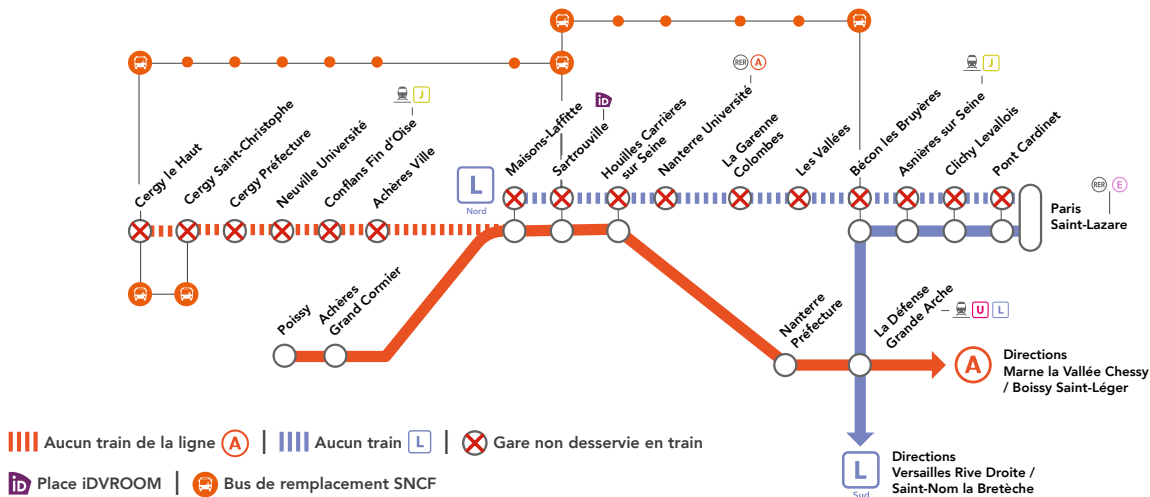 Cergy le Haut
Cergy Saint-Christophe
Cergy Préfecture
Neuville Université
Conflans Fin d'Oise
J
Achères Ville
L
Nord
Maisons-Laffitte
Sartrouville
iD
Houilles Carrières
sur Seine
Nanterre Université
RER A
La Garenne
Colombes
Les Vallées
Bécon les Bruyères
Asnières sur Seine
J
Clichy Levallois
Pont Cardinet
RER E
Paris
Saint-Lazare
Poissy
Achères
Grand Cormier
Nanterre
Préfecture
La Défense
Grande Arche
U L
A
Directions
Marne la Vallée Chessy
/ Boissy Saint-Léger
Aucun train de la ligne A
Aucun train L
Gare non desservie en train
iD Place iDVROOM
Bus de remplacement SNCF
L
Sud
Directions
Versailles Rive Droite /
Saint-Nom la Bretèche